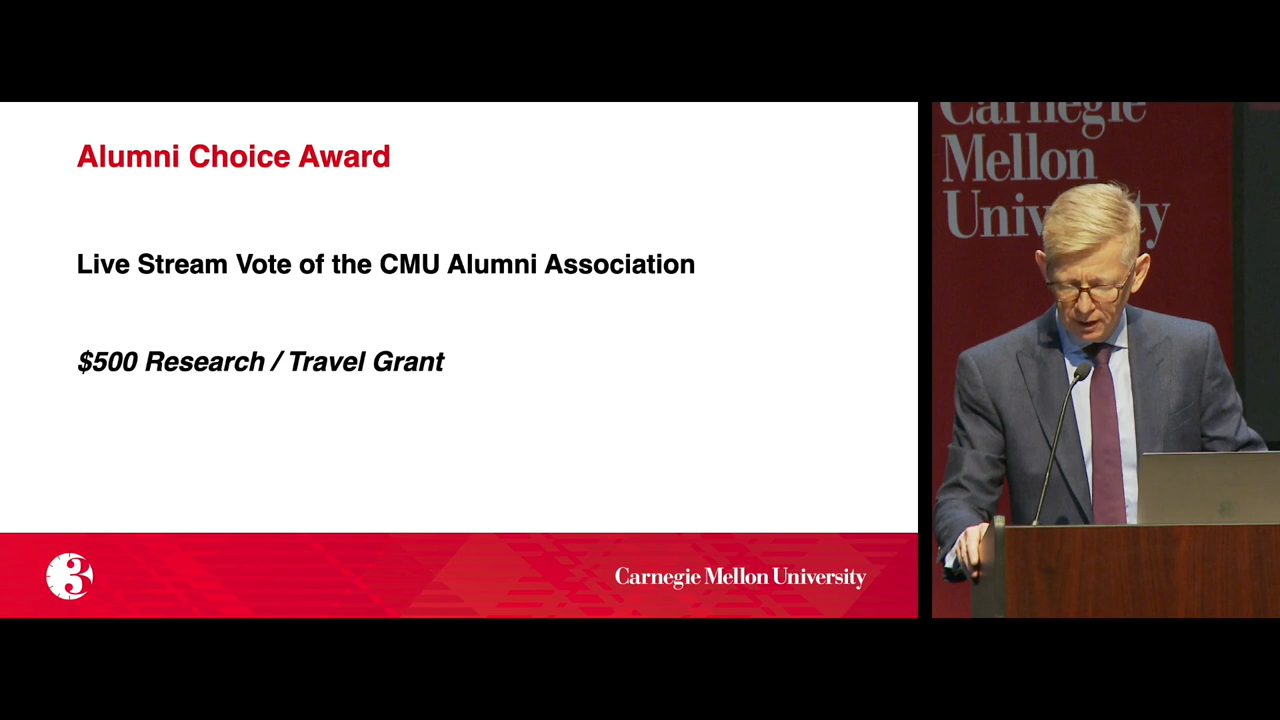 Alumni Choice Award
Live Stream Vote of the CMU Alumni Association
$500 Research / Travel Grant
3
Carnegie Mellon University
Carnegie
Mellon
University